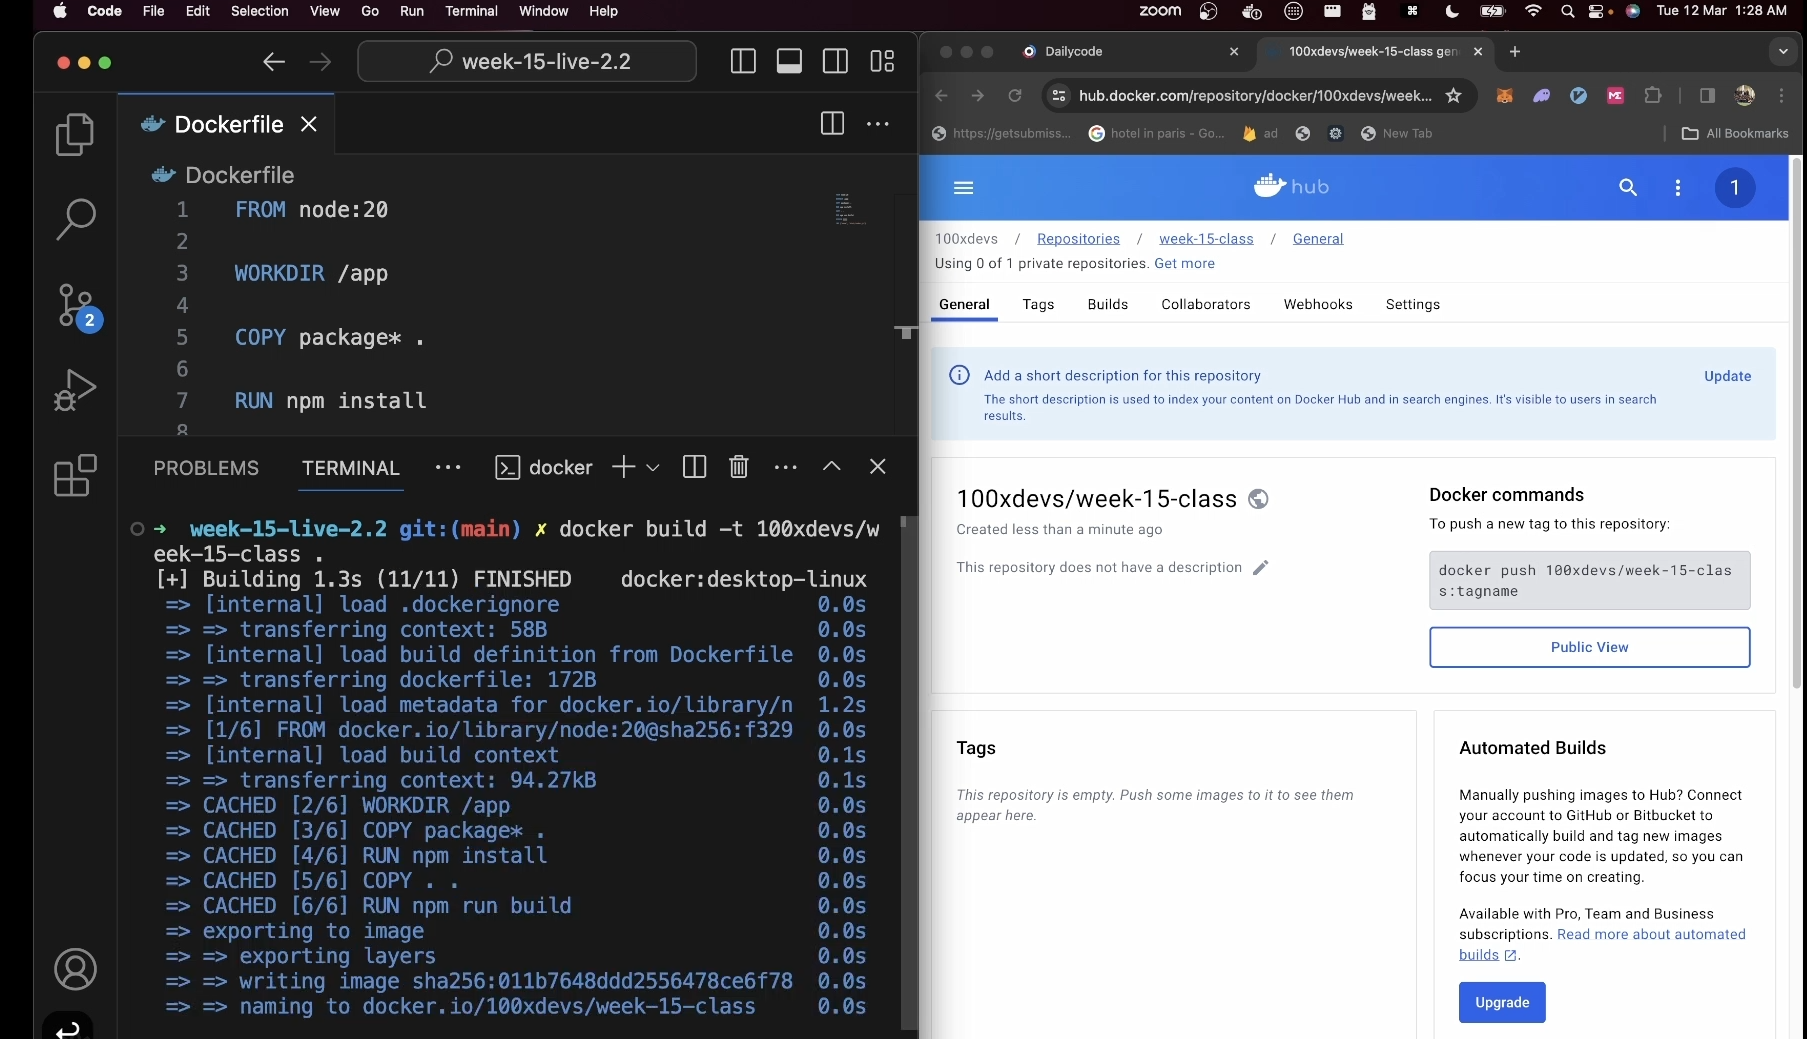 Code File Edit Selection View Go Run Terminal Window Help
zoom
Tue 12 Mar 1:28 AM
week-15-live-2.2
Dockerfile
Dockerfile
1 FROM node:20
2
3 WORKDIR /app
4
5 COPY package* .
6
7 RUN npm install
8
2
PROBLEMS TERMINAL ··· docker
➜ week-15-live-2.2 git:(main) ✗ docker build -t 100xdevs/w
eek-15-class .
[+] Building 1.3s (11/11) FINISHED docker:desktop-linux
=> [internal] load .dockerignore 0.0s
=> => transferring context: 58B 0.0s
=> [internal] load build definition from Dockerfile 0.0s
=> => transferring dockerfile: 172B 0.0s
=> [internal] load metadata for docker.io/library/n 1.2s
=> [1/6] FROM docker.io/library/node:20@sha256:f329 0.0s
=> [internal] load build context 0.1s
=> => transferring context: 94.27kB 0.1s
=> CACHED [2/6] WORKDIR /app 0.0s
=> CACHED [3/6] COPY package* . 0.0s
=> CACHED [4/6] RUN npm install 0.0s
=> CACHED [5/6] COPY . . 0.0s
=> CACHED [6/6] RUN npm run build 0.0s
=> exporting to image 0.0s
=> => exporting layers 0.0s
=> => writing image sha256:011b7648ddd2556478ce6f78 0.0s
=> => naming to docker.io/100xdevs/week-15-class 0.0s
Dailycode
100xdevs/week-15-class gen
hub.docker.com/repository/docker/100xdevs/week...
https://getsubmiss... hotel in paris - Go... ad New Tab All Bookmarks
hub
1
100xdevs / Repositories / week-15-class / General
Using 0 of 1 private repositories. Get more
General Tags Builds Collaborators Webhooks Settings
Add a short description for this repository
Update
The short description is used to index your content on Docker Hub and in search engines. It's visible to users in search
results.
100xdevs/week-15-class
Created less than a minute ago
This repository does not have a description
Docker commands
To push a new tag to this repository:
docker push 100xdevs/week-15-clas
s:tagname
Public View
Tags
This repository is empty. Push some images to it to see them
appear here.
Automated Builds
Manually pushing images to Hub? Connect
your account to GitHub or Bitbucket to
automatically build and tag new images
whenever your code is updated, so you can
focus your time on creating.
Available with Pro, Team and Business
subscriptions. Read more about automated
builds.
Upgrade